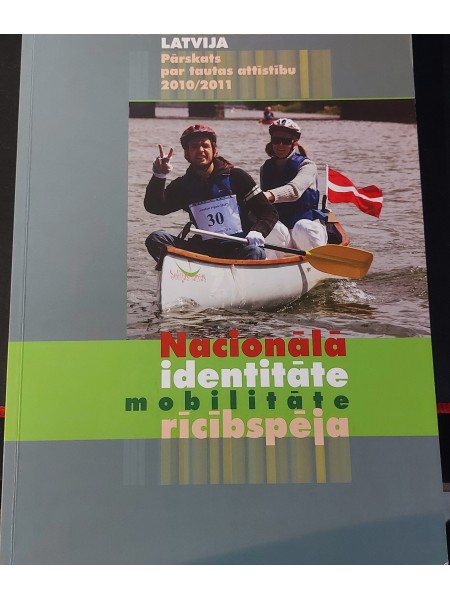 LATVIJA
Pārskats
par tautas attīstību
2010/2011
30
Nacionālā
identitāte
mobilitāte
rīcībspēja